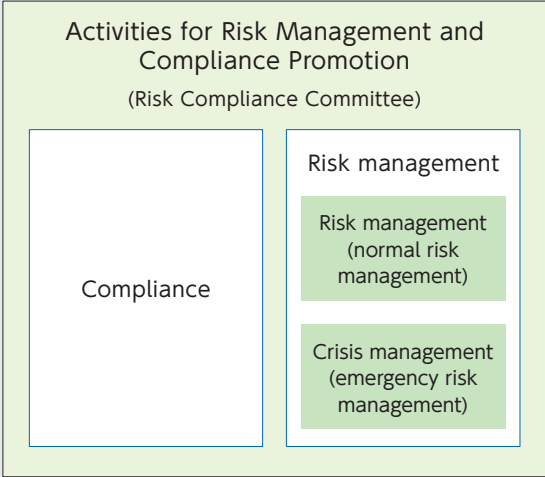 Activities for Risk Management and
Compliance Promotion
(Risk Compliance Committee)
Compliance
Risk management
Risk management
(normal risk
management)
Crisis management
(emergency risk
management)